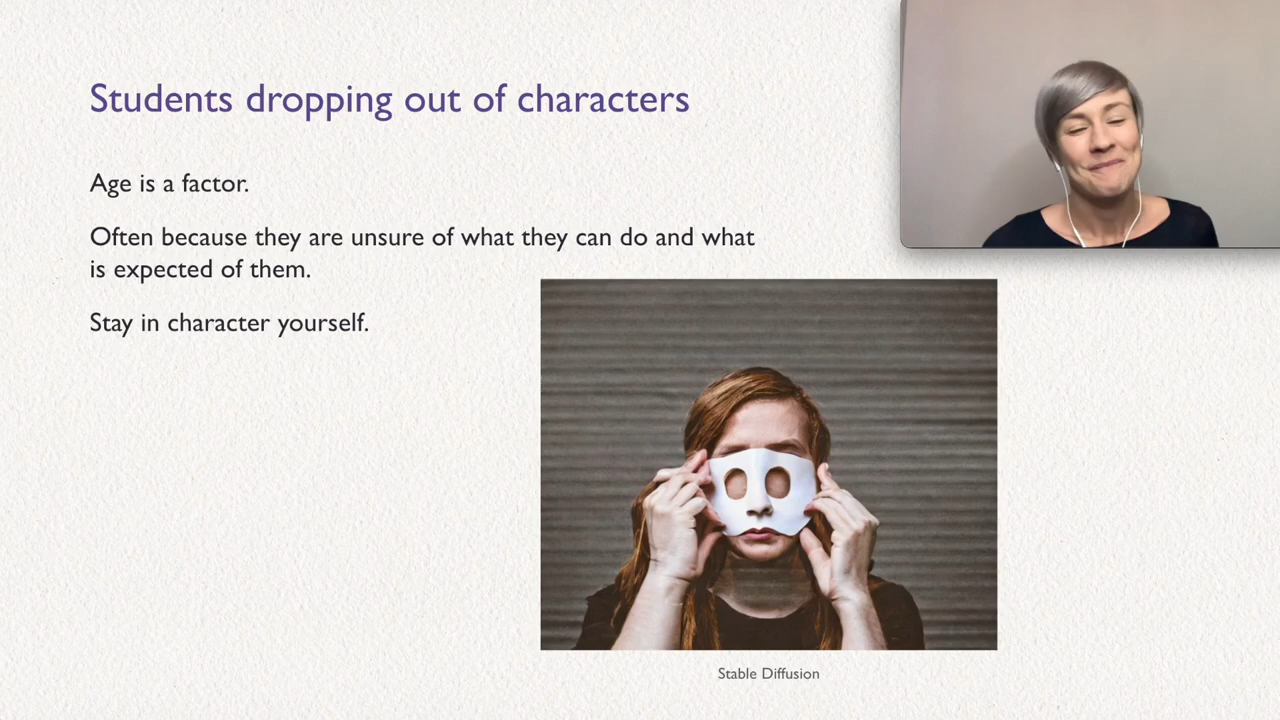 Students dropping out of characters
Age is a factor.
Often because they are unsure of what they can do and what
is expected of them.
Stay in character yourself.
Stable Diffusion